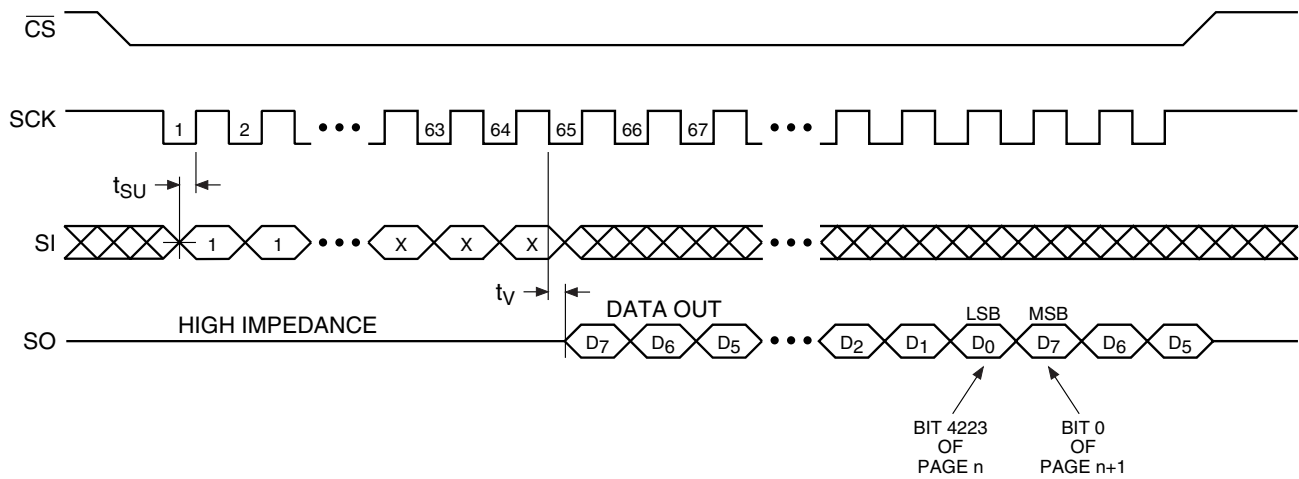 CS
SCK 1 2 ••• 63 64 65 66 67 •••
tSU
SI 1 1 ••• X X X •••
tV
HIGH IMPEDANCE DATA OUT LSB MSB
SO D7 D6 D5 ••• D2 D1 D0 D7 D6 D5
BIT 4223
OF
PAGE n
BIT 0
OF
PAGE n+1